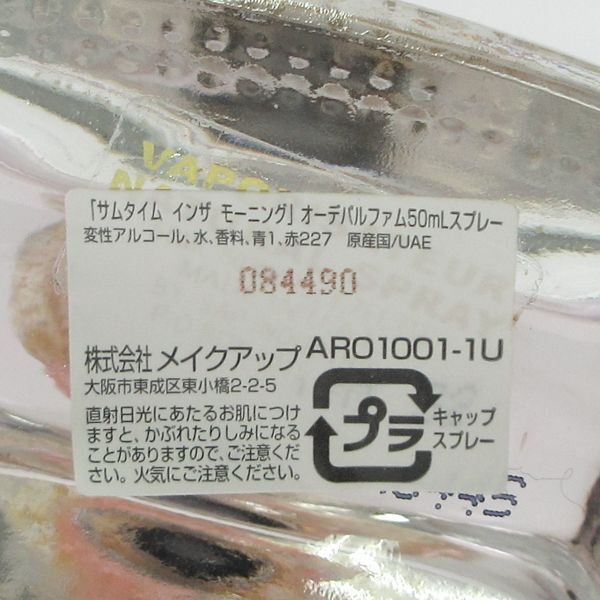 VAPO
「サムタイム インザ モーニング」 オーデパルファム50mLスプレー
変性アルコール、水、香料、青1、赤227 原産国/UAE
084490
株式会社 メイクアップ ARO1001-1U
大阪市東成区東小橋2-2-5
直射日光にあたるお肌につけ
ますと、かぶれたりしみになる
ことがありますので、ご注意くださ
い。火気にご注意ください。
プラ
キャップ
スプレー